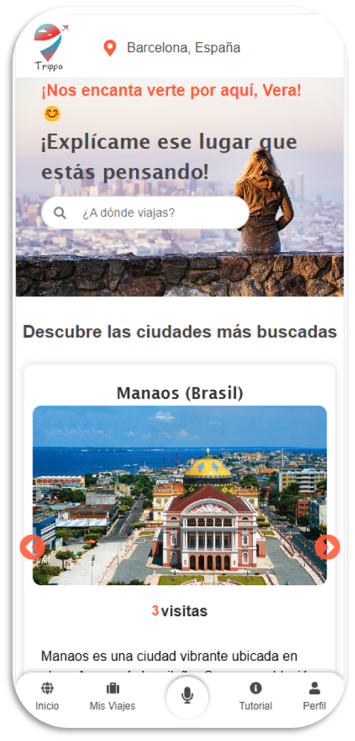 Trippo
Barcelona, España
¡Nos encanta verte por aquí, Vera!
😊
¡Explícame ese lugar que
estás pensando!
¿A dónde viajas?
Descubre las ciudades más buscadas
Manaos (Brasil)
3 visitas
Manaos es una ciudad vibrante ubicada en
Inicio
Mis Viajes
Tutorial
Perfil